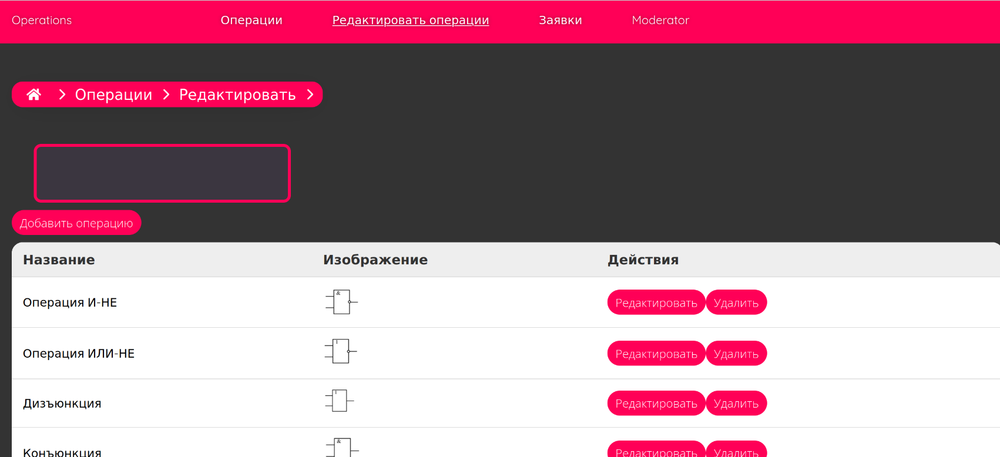 Operations Операции Редактировать операции Заявки Moderator
Операции Редактировать
Добавить операцию
Название Изображение Действия
Операция И-НЕ & Редактировать Удалить
Операция ИЛИ-НЕ 1 Редактировать Удалить
Дизъюнкция 1 Редактировать Удалить
Конъюнкция & Редактировать Удалить